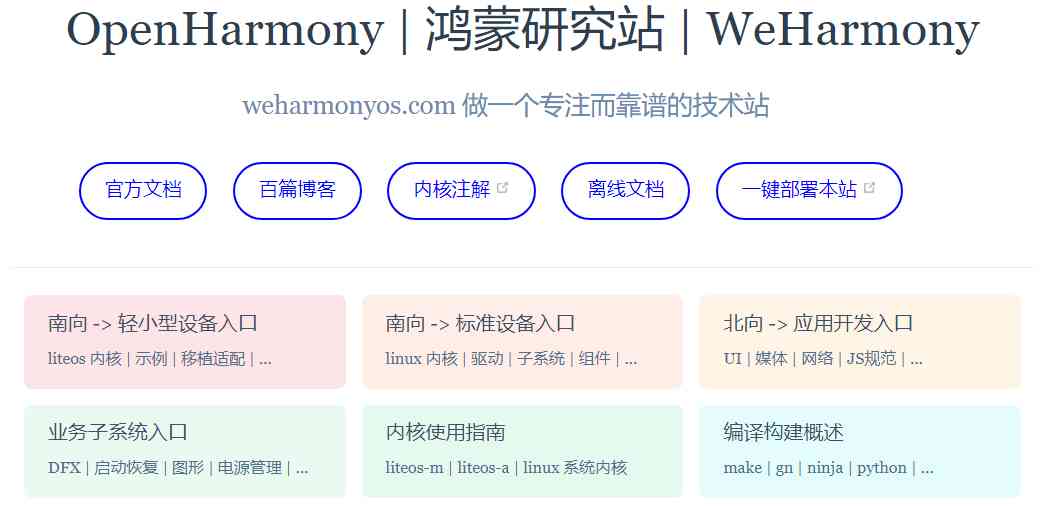 OpenHarmony | 鸿蒙研究站 | WeHarmony
weharmonyos.com 做一个专注而靠谱的技术站
官方文档 百篇博客 内核注解 离线文档 一键部署本站
南向 -> 轻小型设备入口
liteos 内核 | 示例 | 移植适配 | ...
南向 -> 标准设备入口
linux 内核 | 驱动 | 子系统 | 组件 | ...
北向 -> 应用开发入口
UI | 媒体 | 网络 | JS规范 | ...
业务子系统入口
DFX | 启动恢复 | 图形 | 电源管理 | ...
内核使用指南
liteos-m | liteos-a | linux 系统内核
编译构建概述
make | gn | ninja | python | ...